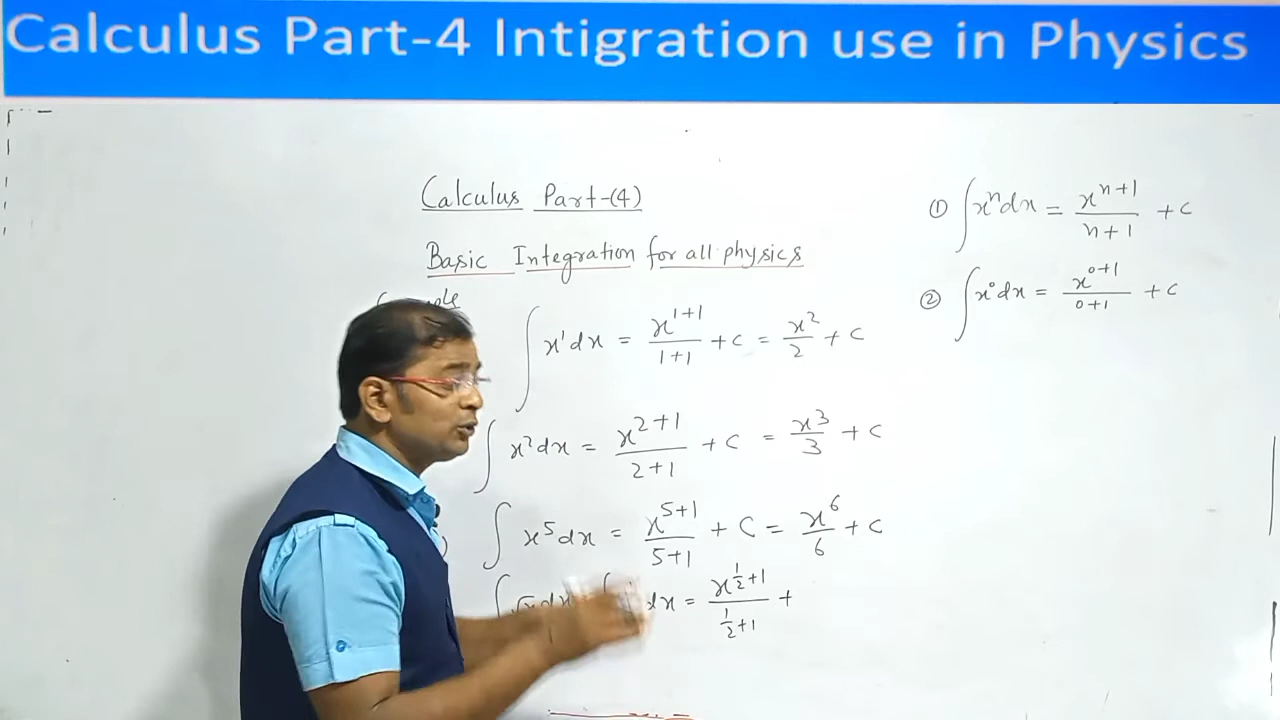 Calculus Part-4 Intigration use in Physics
Calculus Part-(4)
Basic Integration for all physics
∫ x¹dx = x¹⁺¹/1+1 + c = x²/2 + c
∫ x²dx = x²⁺¹/2+1 + c = x³/3 + c
∫ x⁵dx = x⁵⁺¹/5+1 + C = x⁶/6 + c
dx = x^(1/2+1)/(1/2+1) +
① ∫xⁿdx = xⁿ⁺¹/n+1 + c
② ∫x⁰dx = x⁰⁺¹/0+1 + c